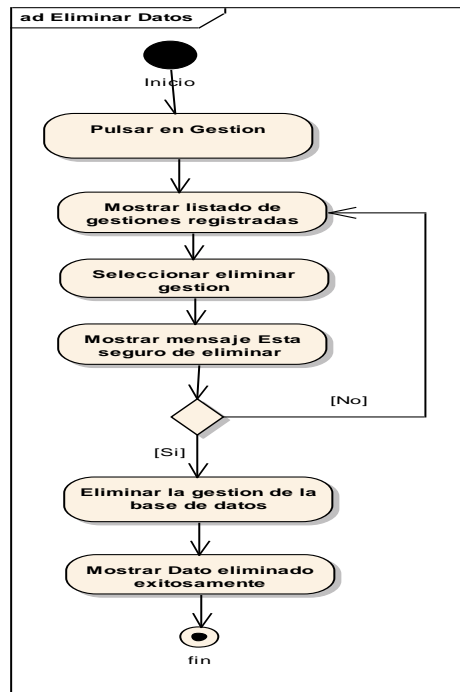 ad Eliminar Datos
Inicio
Pulsar en Gestion
Mostrar listado de
gestiones registradas
Seleccionar eliminar
gestion
Mostrar mensaje Esta
seguro de eliminar
[No]
[Si]
Eliminar la gestion de la
base de datos
Mostrar Dato eliminado
exitosamente
fin